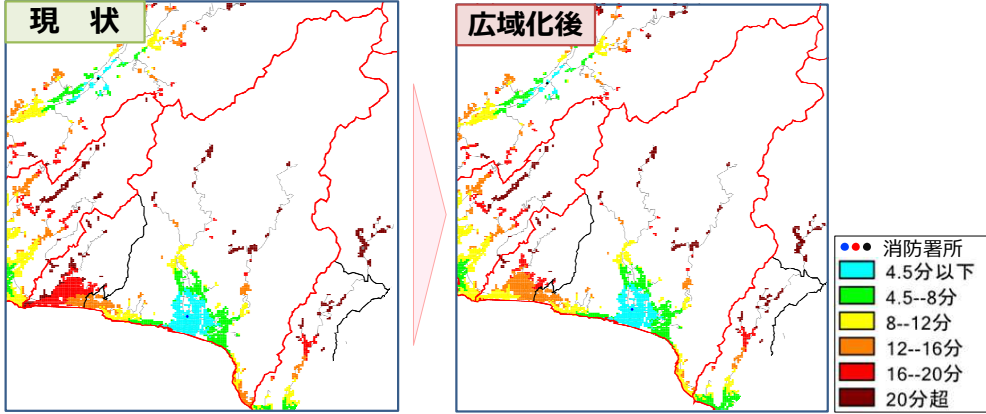 現　状
広域化後
消防署所
4.5分以下
4.5--8分
8--12分
12--16分
16--20分
20分超